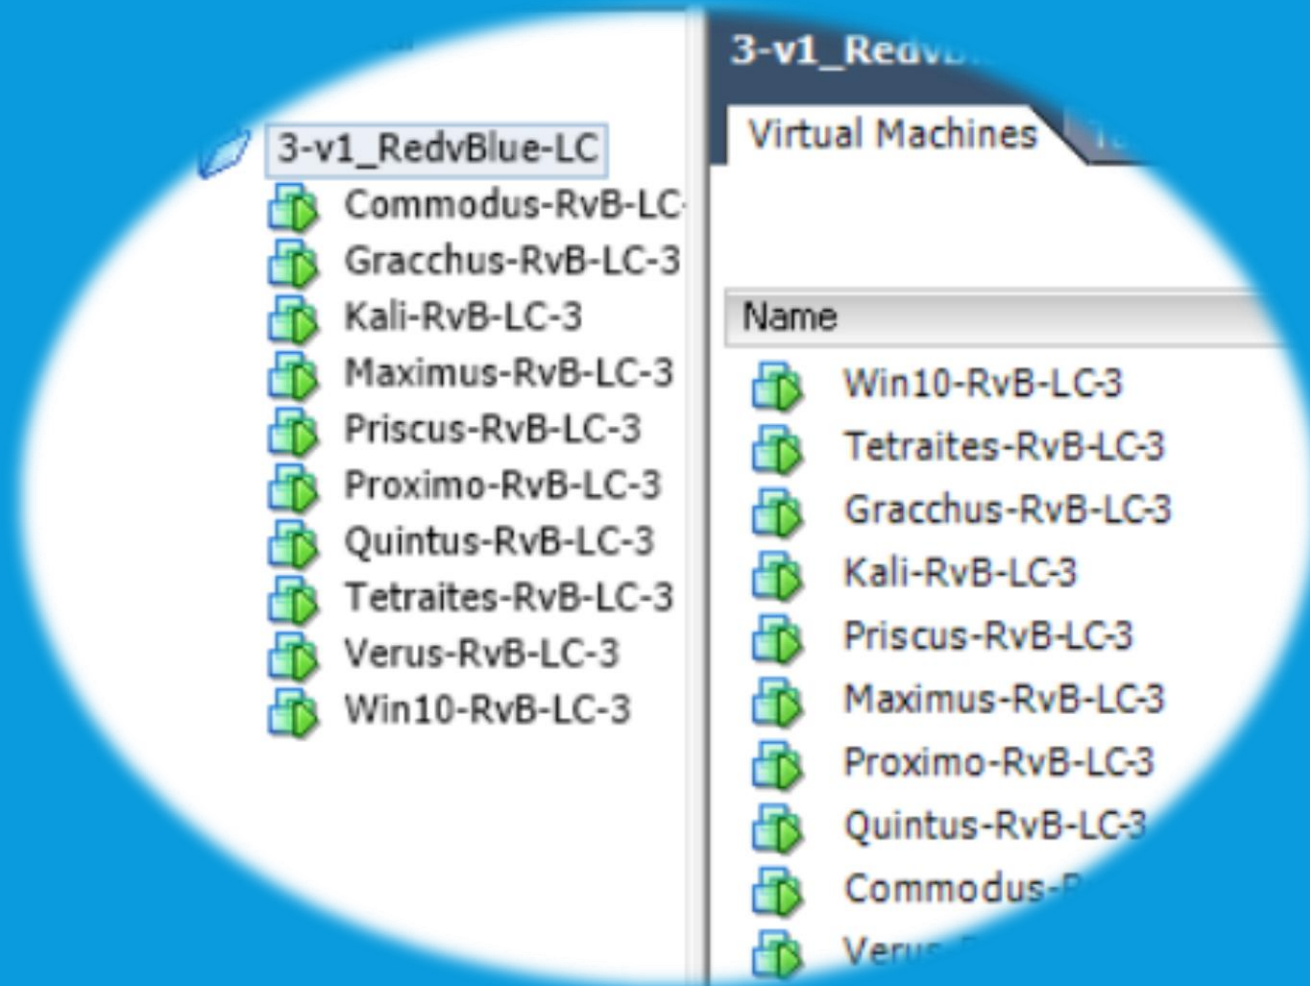 3-v1_RedvBlue-LC
Commodus-RvB-LC-
Gracchus-RvB-LC-3
Kali-RvB-LC-3
Maximus-RvB-LC-3
Priscus-RvB-LC-3
Proximo-RvB-LC-3
Quintus-RvB-LC-3
Tetraites-RvB-LC-3
Verus-RvB-LC-3
Win10-RvB-LC-3
3-v1_Redv
Virtual Machines
Name
Win10-RvB-LC-3
Tetraites-RvB-LC-3
Gracchus-RvB-LC-3
Kali-RvB-LC-3
Priscus-RvB-LC-3
Maximus-RvB-LC-3
Proximo-RvB-LC-3
Quintus-RvB-LC-3
Commodus-
Verus-